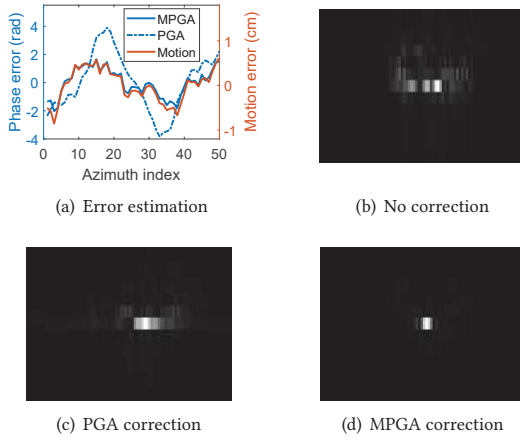 4
2
0
-2
-4
Phase error (rad)
MPGA
PGA
Motion
1
0
-1
Motion error (cm)
0 10 20 30 40 50
Azimuth index
(a) Error estimation
(b) No correction
(c) PGA correction
(d) MPGA correction